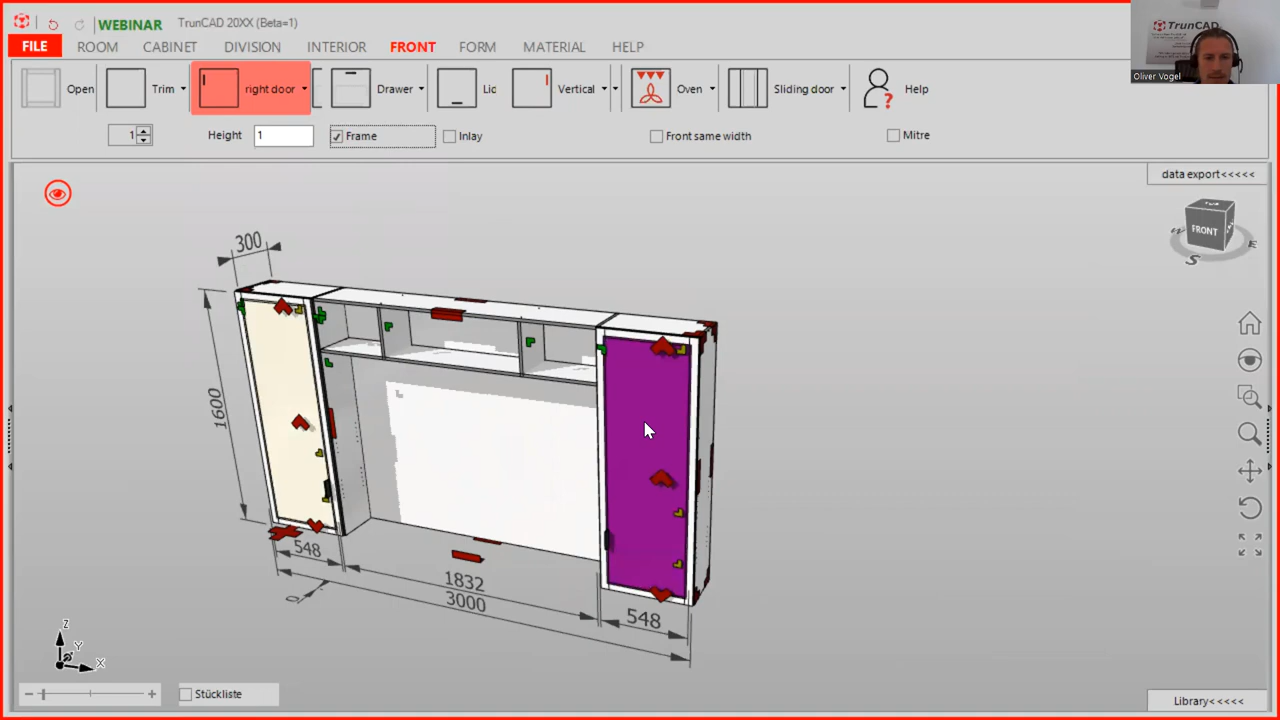 WEBINAR TrunCAD 20XX (Beta=1)
TrunCAD
Oliver Vogel
FILE ROOM CABINET DIVISION INTERIOR FRONT FORM MATERIAL HELP
Open Trim right door Drawer Lid Vertical Oven Sliding door Help
1 Height 1 Frame Inlay Front same width Mitre
data export<<<<<
TOP
FRONT
W S E
300
1600
548
1832
3000
548
0
Z
Y
X
Stückliste
Library<<<<<